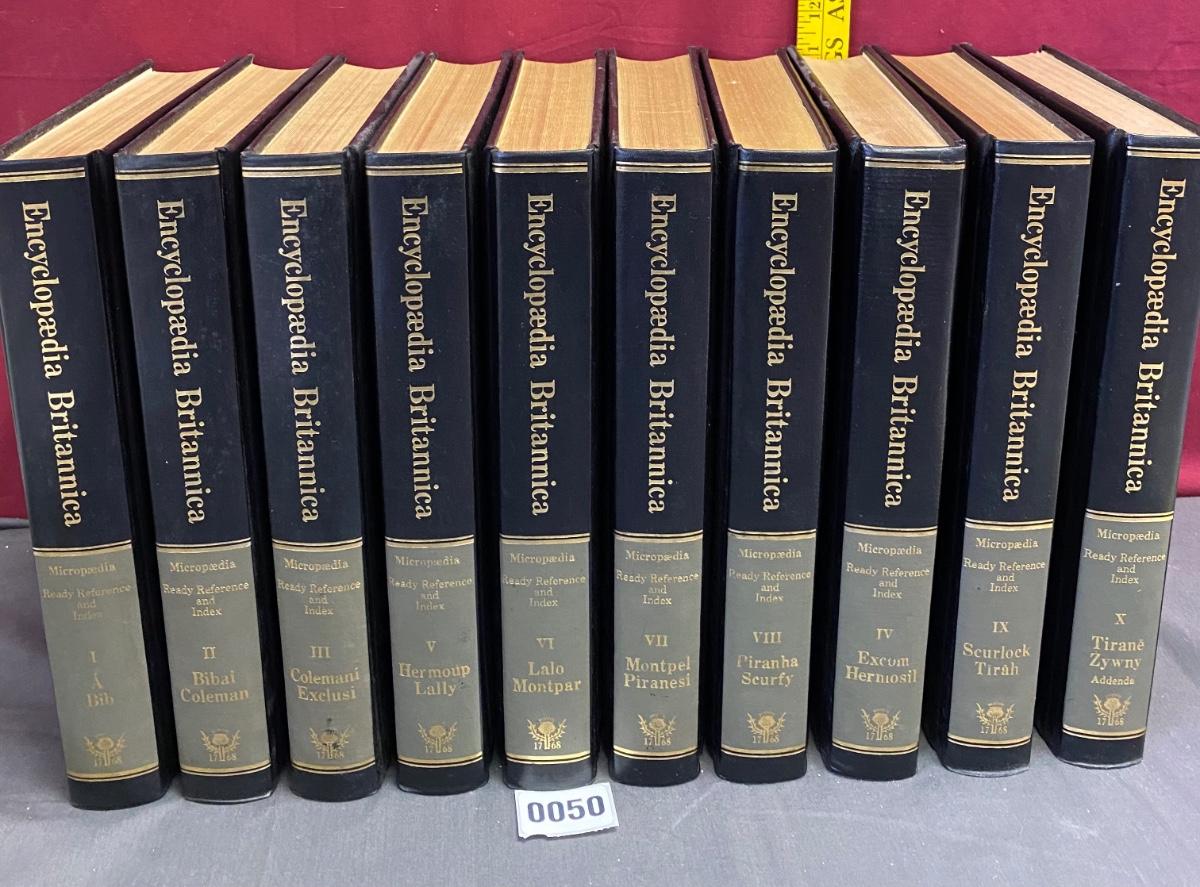 12
GS AS
Encyclopædia Britannica
Micropædia
Ready Reference
and
Index
I
A
Bib
1768
Encyclopædia Britannica
Micropædia
Ready Reference
and
Index
II
Bibai
Coleman
1768
Encyclopædia Britannica
Micropædia
Ready Reference
and
Index
III
Colemani
Exclusi
1768
Encyclopædia Britannica
Micropædia
Ready Reference
and
Index
V
Hermoup
Lally
1768
Encyclopædia Britannica
Micropædia
Ready Reference
and
Index
VI
Lalo
Montpar
1768
Encyclopædia Britannica
Micropædia
Ready Reference
and
Index
VII
Montpel
Piranesi
1768
Encyclopædia Britannica
Micropædia
Ready Reference
and
Index
VIII
Piranha
Scurfy
1768
Encyclopædia Britannica
Micropædia
Ready Reference
and
Index
IV
Excom
Hermosil
1768
Encyclopædia Britannica
Micropædia
Ready Reference
and
Index
IX
Scurlock
Tirah
1768
Encyclopædia Britannica
Micropædia
Ready Reference
and
Index
X
Tiranë
Żywny
Addenda
1768
0050